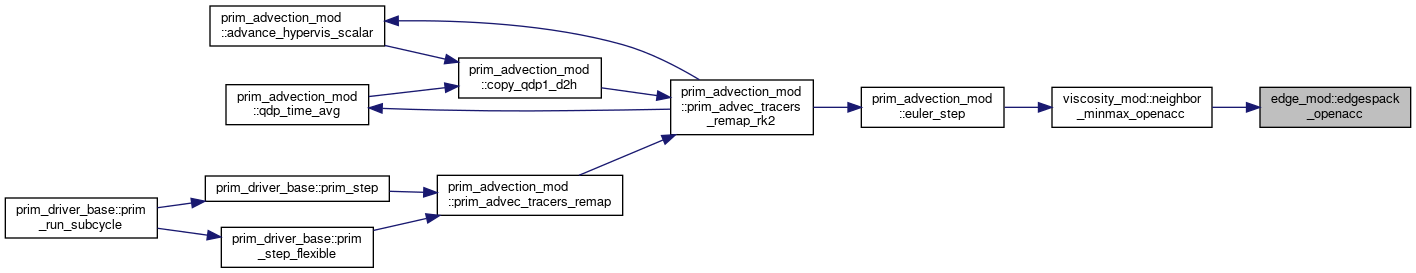 prim_advection_mod
::advance_hypervis_scalar
prim_advection_mod
::copy_qdp1_d2h
prim_advection_mod
::qdp_time_avg
prim_advection_mod
::prim_advec_tracers
_remap_rk2
prim_advection_mod
::euler_step
viscosity_mod::neighbor
_minmax_openacc
edge_mod::edgespack
_openacc
prim_driver_base::prim_step
prim_advection_mod
::prim_advec_tracers_remap
prim_driver_base::prim
_run_subcycle
prim_driver_base::prim
_step_flexible